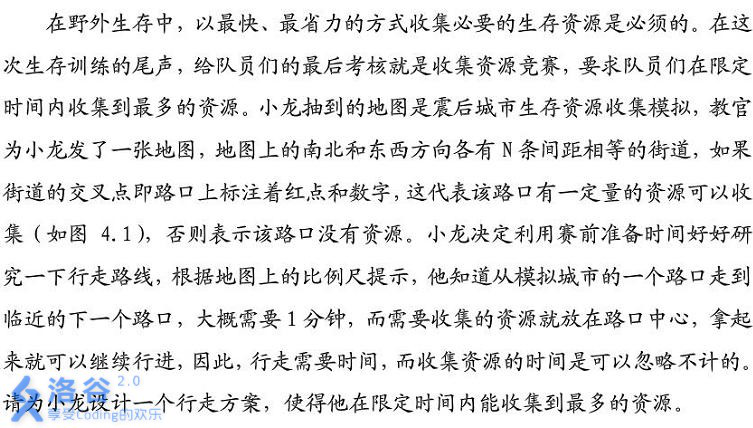 在野外生存中，以最快、最省力的方式收集必要的生存资源是必须的。在这
次生存训练的尾声，给队员们的最后考核就是收集资源竞赛，要求队员们在限定
时间内收集到最多的资源。小龙抽到的地图是震后城市生存资源收集模拟，教官
为小龙发了一张地图，地图上的南北和东西方向各有 N 条间距相等的街道，如果
街道的交叉点即路口上标注着红点和数字，这代表该路口有一定量的资源可以收
集（如图 4.1），否则表示该路口没有资源。小龙决定利用赛前准备时间好好研
究一下行走路线，根据地图上的比例尺提示，他知道从模拟城市的一个路口走到
临近的下一个路口，大概需要 1 分钟，而需要收集的资源就放在路口中心，拿起
来就可以继续行进，因此，行走需要时间，而收集资源的时间是可以忽略不计的。
请为小龙设计一个行走方案，使得他在限定时间内能收集到最多的资源。
洛谷 2.0
享受Coding的欢乐